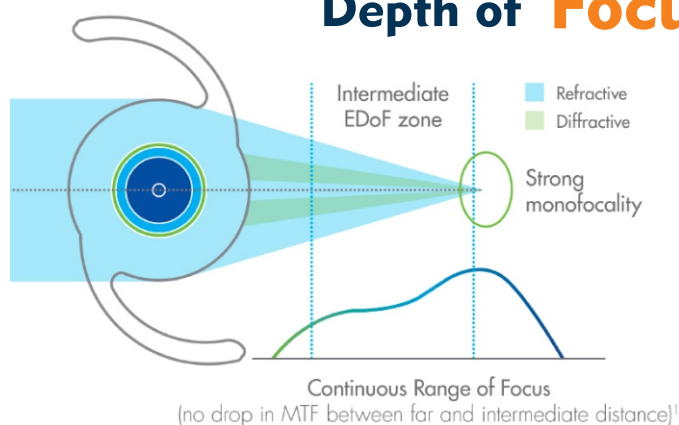 Depth of Focu
Intermediate
EDoF zone
Refractive
Diffractive
Strong
monofocality
Continuous Range of Focus
(no drop in MTF between far and intermediate distance)¹